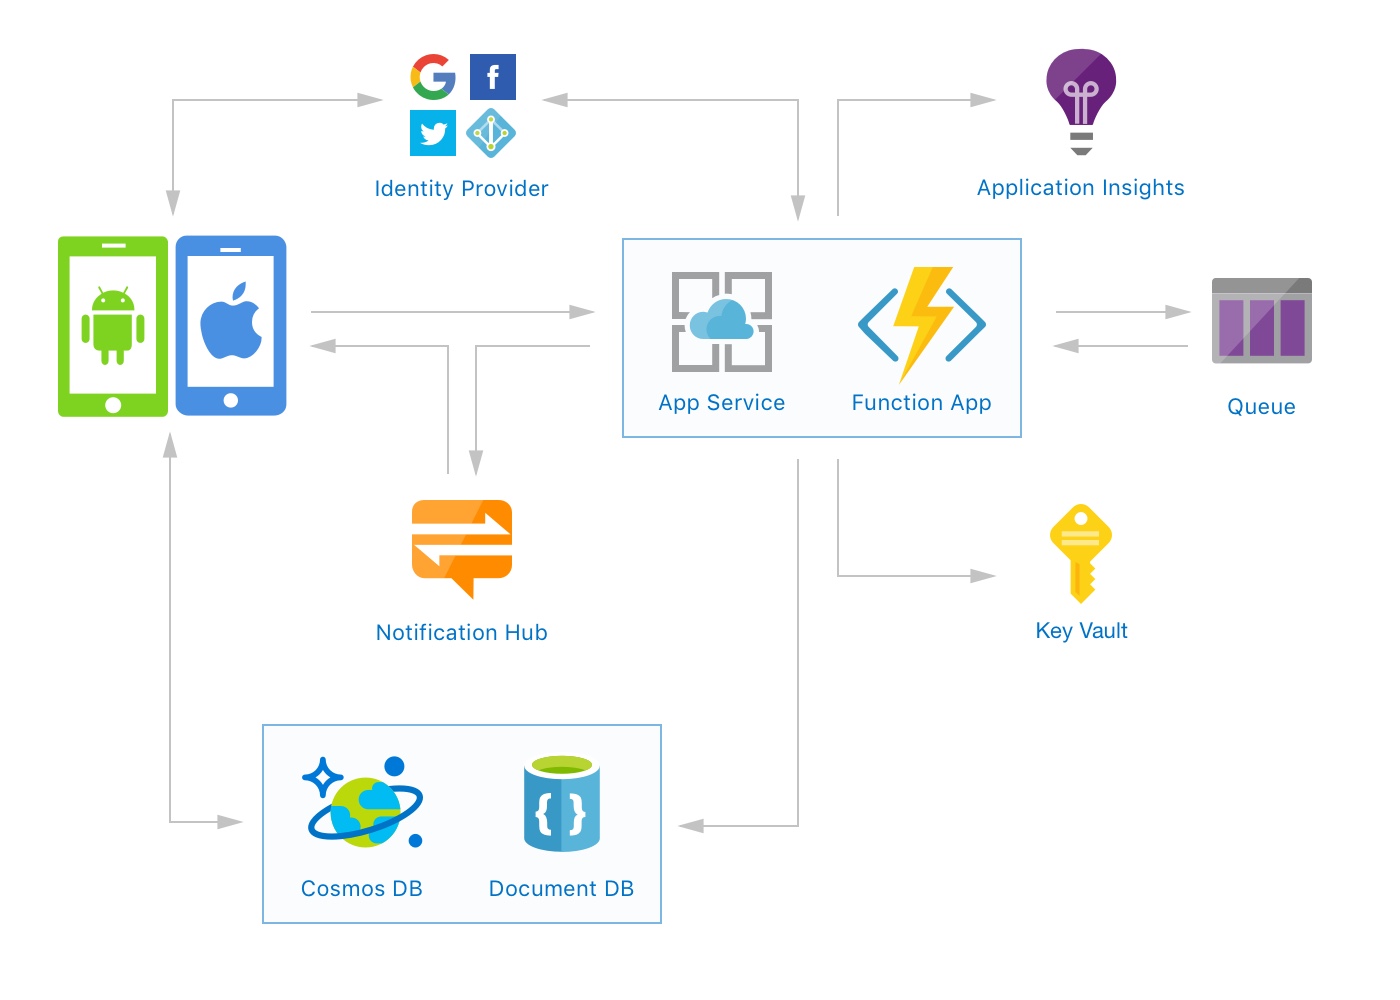 Identity Provider
Application Insights
App Service
Function App
Queue
Notification Hub
Key Vault
Cosmos DB
Document DB